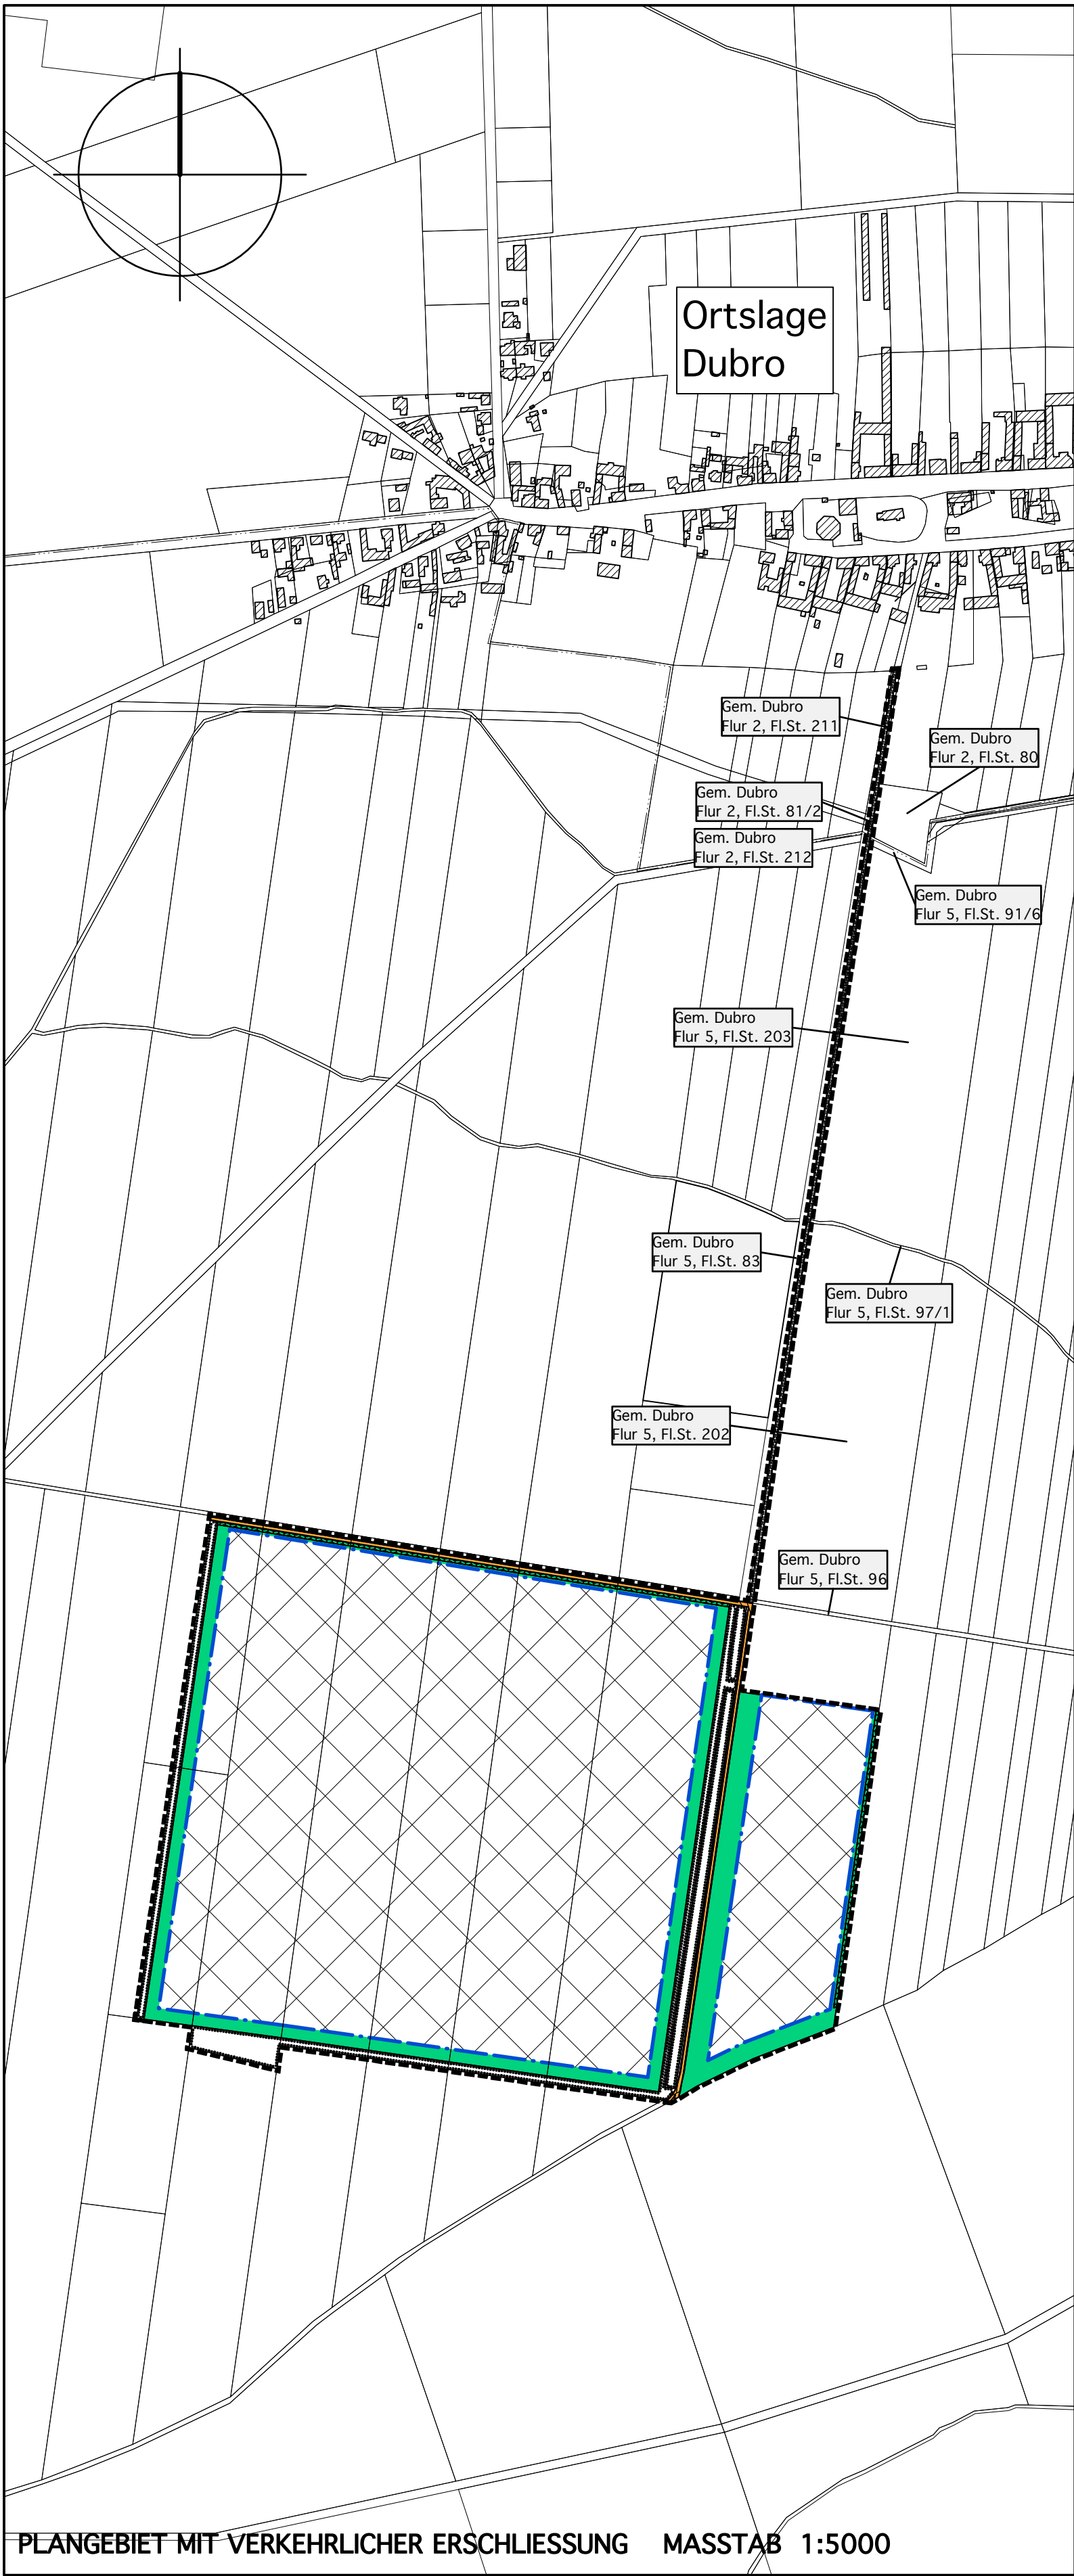 Ortslage
Dubro
Gem. Dubro
Flur 2, Fl.St. 211
Gem. Dubro
Flur 2, Fl.St. 80
Gem. Dubro
Flur 2, Fl.St. 81/2
Gem. Dubro
Flur 2, Fl.St. 212
Gem. Dubro
Flur 5, Fl.St. 91/6
Gem. Dubro
Flur 5, Fl.St. 203
Gem. Dubro
Flur 5, Fl.St. 83
Gem. Dubro
Flur 5, Fl.St. 97/1
Gem. Dubro
Flur 5, Fl.St. 202
Gem. Dubro
Flur 5, Fl.St. 96
PLANGEBIET MIT VERKEHRLICHER ERSCHLIESSUNG MASSTAB 1:5000